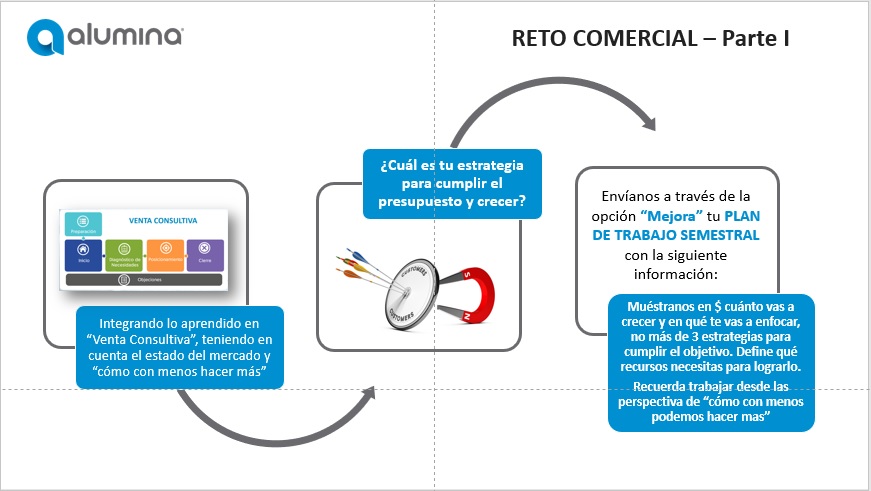 alumina
RETO COMERCIAL – Parte I
VENTA CONSULTIVA
Preparación
Inicio
Diagnóstico de
Necesidades
Posicionamiento
Cierre
Objeciones
Integrando lo aprendido en
“Venta Consultiva”, teniendo en
cuenta el estado del mercado y
“cómo con menos hacer más”
¿Cuál es tu estrategia
para cumplir el
presupuesto y crecer?
CUSTOMERS
CUSTOMERS
S
N
Envíanos a través de la
opción “Mejora” tu PLAN
DE TRABAJO SEMESTRAL
con la siguiente
información:
Muéstranos en $ cuánto vas a
crecer y en qué te vas a enfocar,
no más de 3 estrategias para
cumplir el objetivo. Define qué
recursos necesitas para lograrlo.
Recuerda trabajar desde las
perspectiva de “cómo con menos
podemos hacer mas”